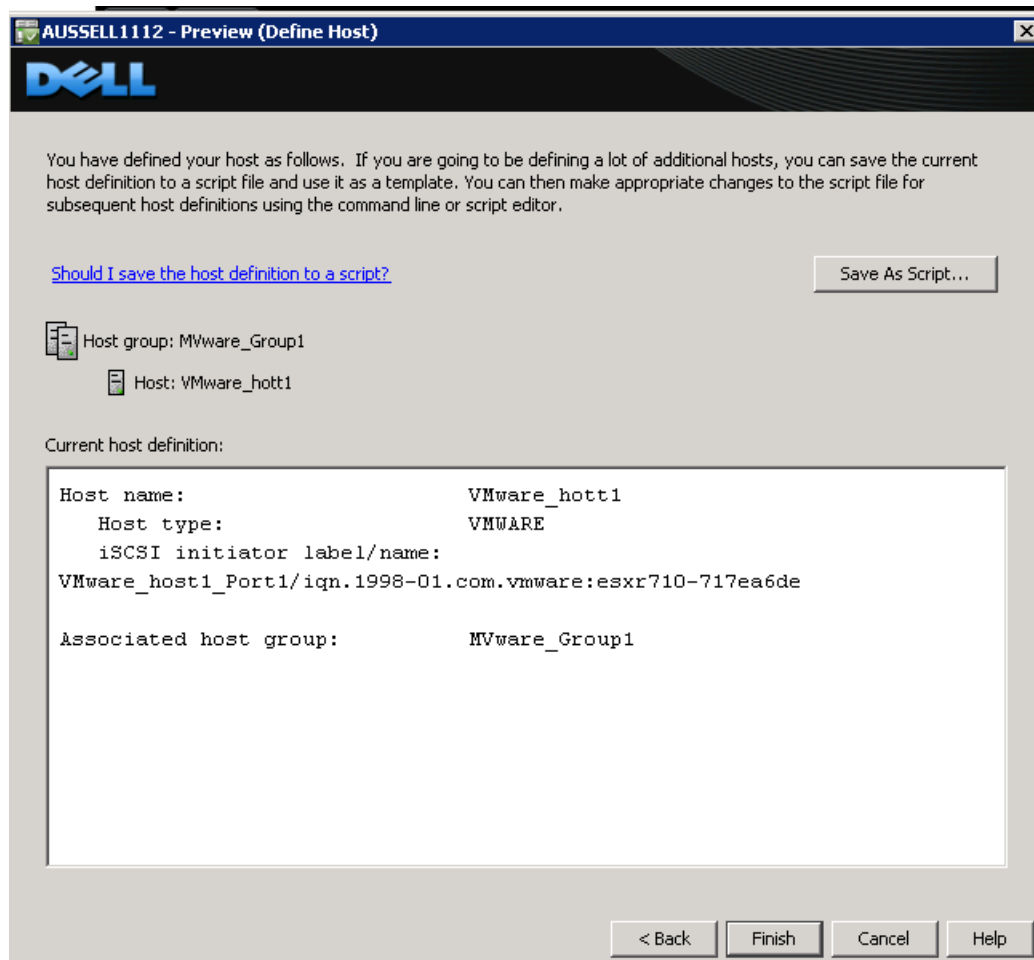 AUSSELL1112 - Preview (Define Host)
DELL
You have defined your host as follows. If you are going to be defining a lot of additional hosts, you can save the current
host definition to a script file and use it as a template. You can then make appropriate changes to the script file for
subsequent host definitions using the command line or script editor.
Should I save the host definition to a script?
Save As Script...
Host group: MVware_Group1
Host: VMware_hott1
Current host definition:
Host name: VMware_hott1
Host type: VMWARE
iSCSI initiator label/name:
VMware_host1_Port1/iqn.1998-01.com.vmware:esxr710-717ea6de
Associated host group: MVware_Group1
< Back Finish Cancel Help